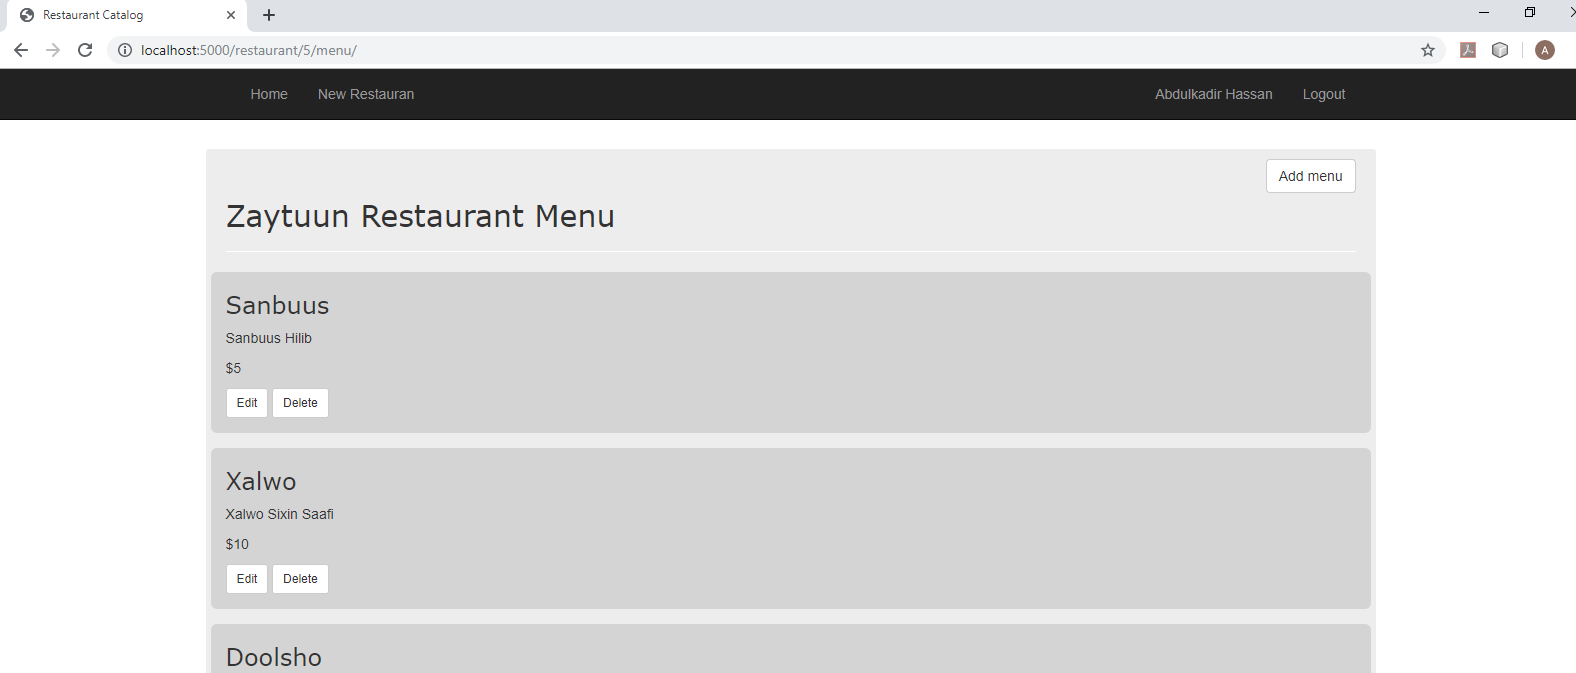 Restaurant Catalog
localhost:5000/restaurant/5/menu/
A
Home New Restauran Abdulkadir Hassan Logout
Add menu
Zaytuun Restaurant Menu
Sanbuus
Sanbuus Hilib
$5
Edit Delete
Xalwo
Xalwo Sixin Saafi
$10
Edit Delete
Doolsho